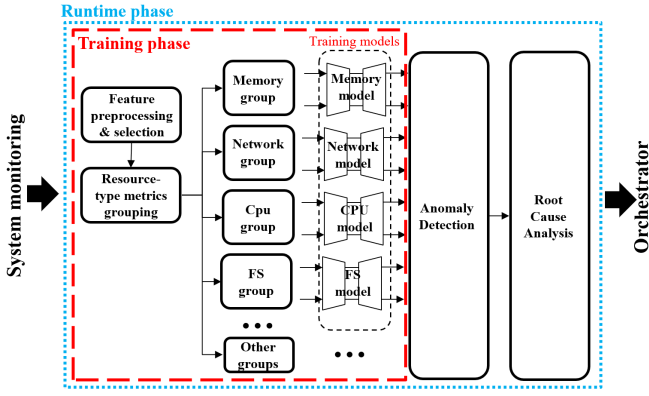 Runtime phase
Training phase
Training models
System monitoring
Feature
preprocessing
& selection
Resource-
type metrics
grouping
Memory
group
Network
group
Cpu
group
FS
group
Other
groups
Memory
model
Network
model
CPU
model
FS
model
Anomaly
Detection
Root
Cause
Analysis
Orchestrator